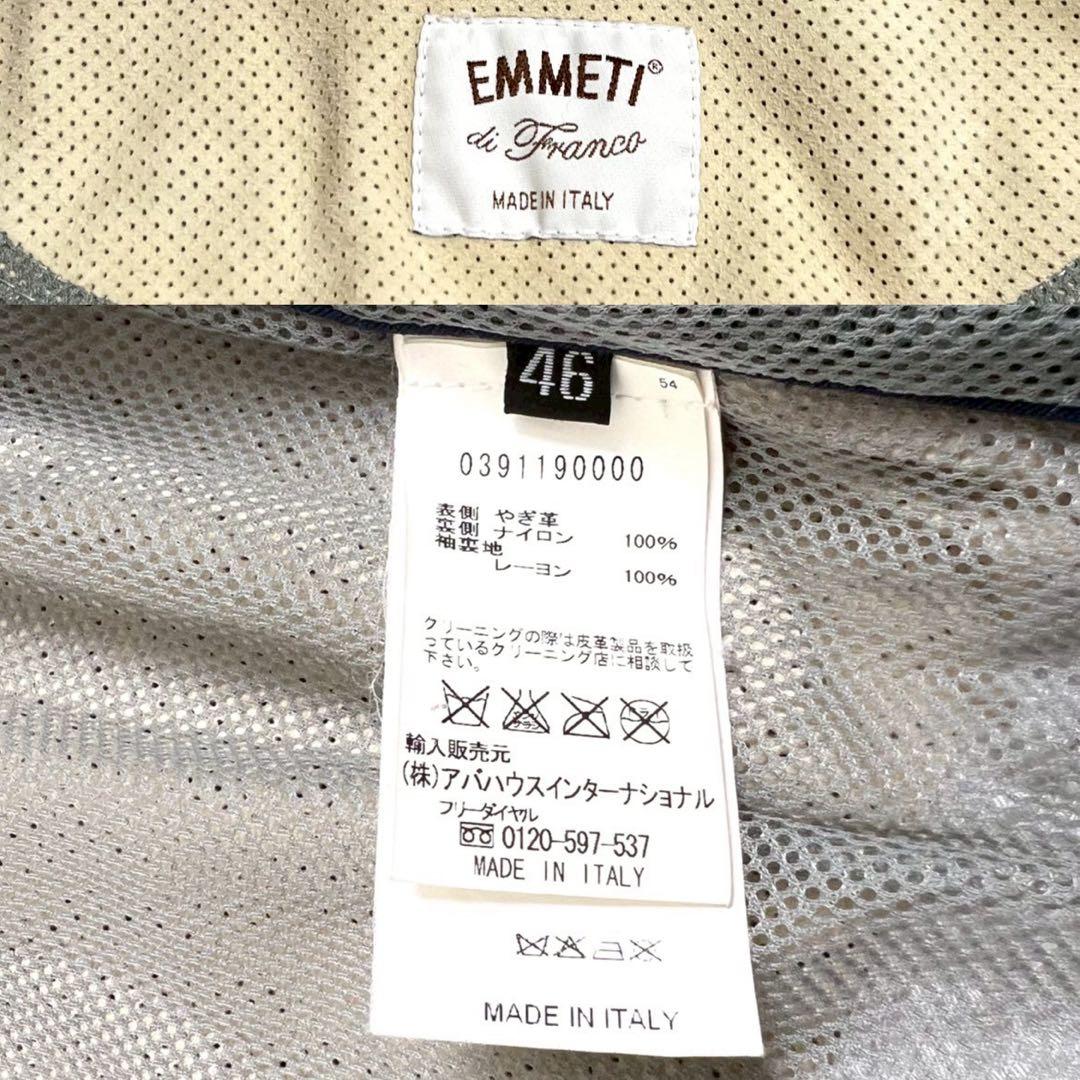 EMMETI®
di Franco
MADE IN ITALY
46
54
0391190000
表側 やぎ革
裏側 ナイロン 100%
袖裏地
レーヨン 100%
クリーニングの際は皮革製品を取扱
っているクリーニング店に相談して
下さい。
輸入販売元
(株)アバハウスインターナショナル
フリーダイヤル
0120-597-537
MADE IN ITALY
MADE IN ITALY